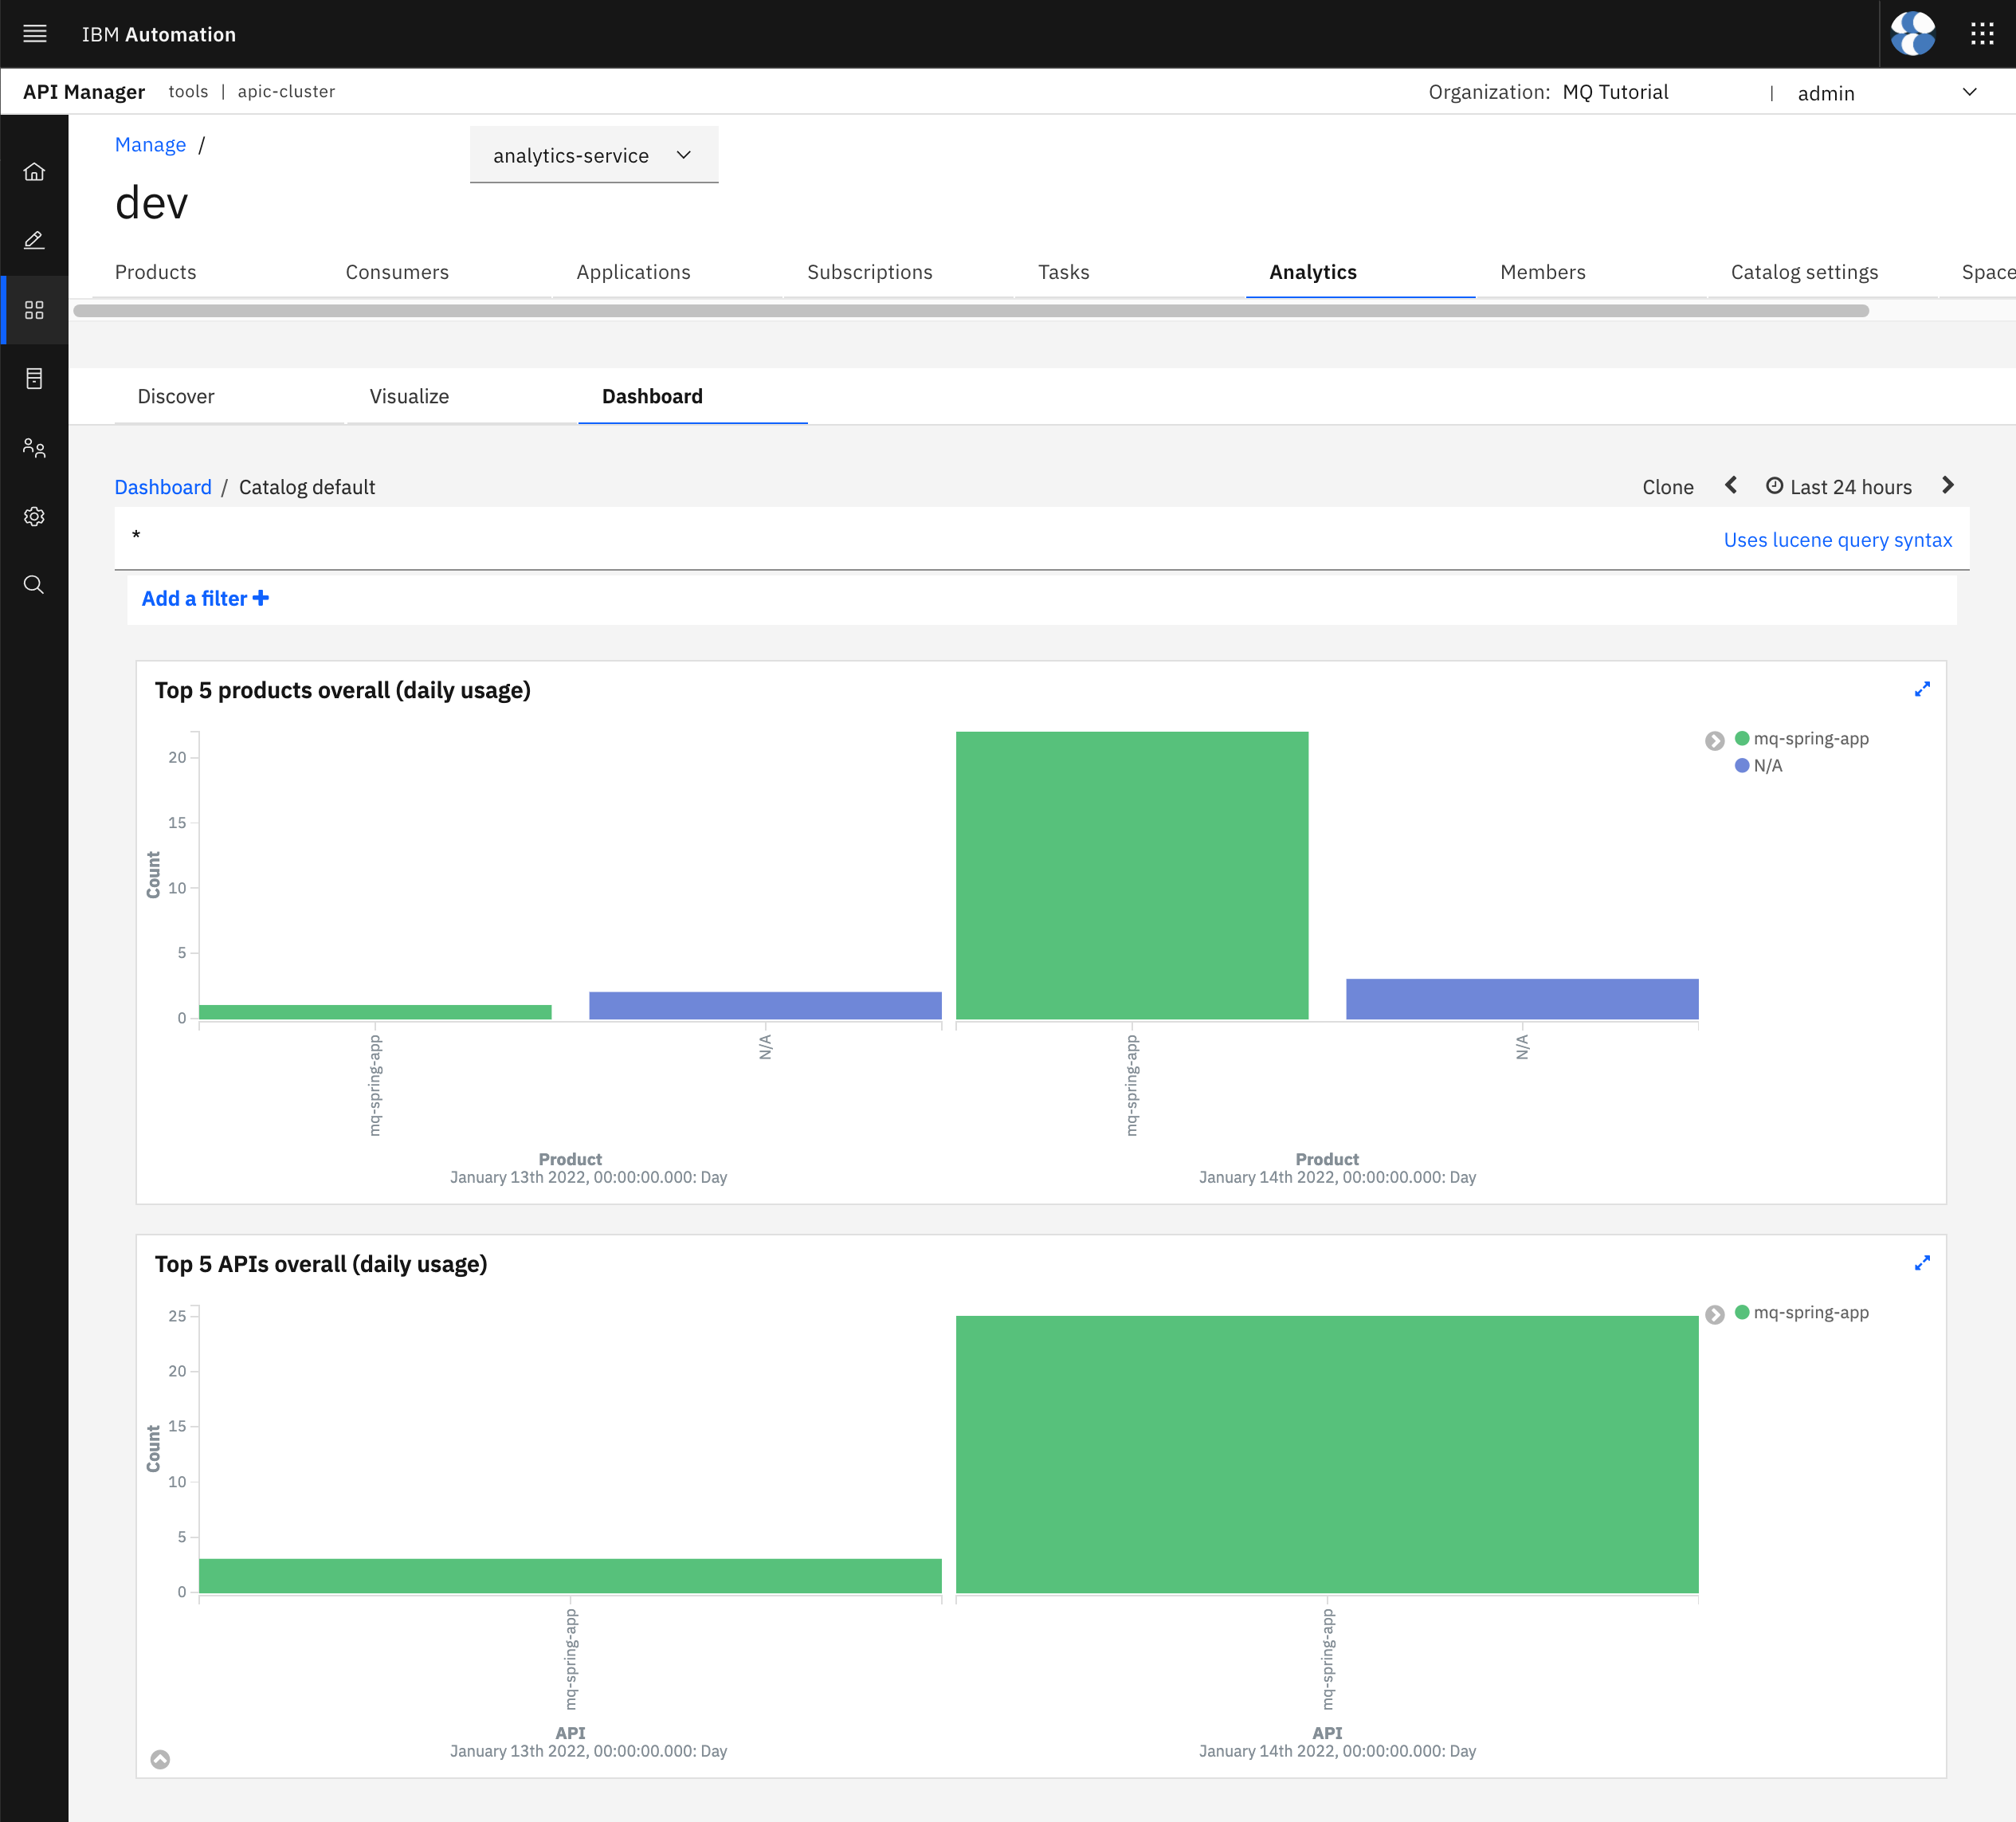 IBM Automation
API Manager tools | apic-cluster Organization: MQ Tutorial | admin
Manage /
analytics-service
dev
Products Consumers Applications Subscriptions Tasks Analytics Members Catalog settings Space
Discover Visualize Dashboard
Dashboard / Catalog default Clone Last 24 hours
* Uses lucene query syntax
Add a filter +
Top 5 products overall (daily usage)
mq-spring-app
N/A
20
15
10
5
0
Count
mq-spring-app N/A mq-spring-app N/A
Product Product
January 13th 2022, 00:00:00.000: Day January 14th 2022, 00:00:00.000: Day
Top 5 APIs overall (daily usage)
mq-spring-app
25
20
15
10
5
0
Count
mq-spring-app mq-spring-app
API API
January 13th 2022, 00:00:00.000: Day January 14th 2022, 00:00:00.000: Day